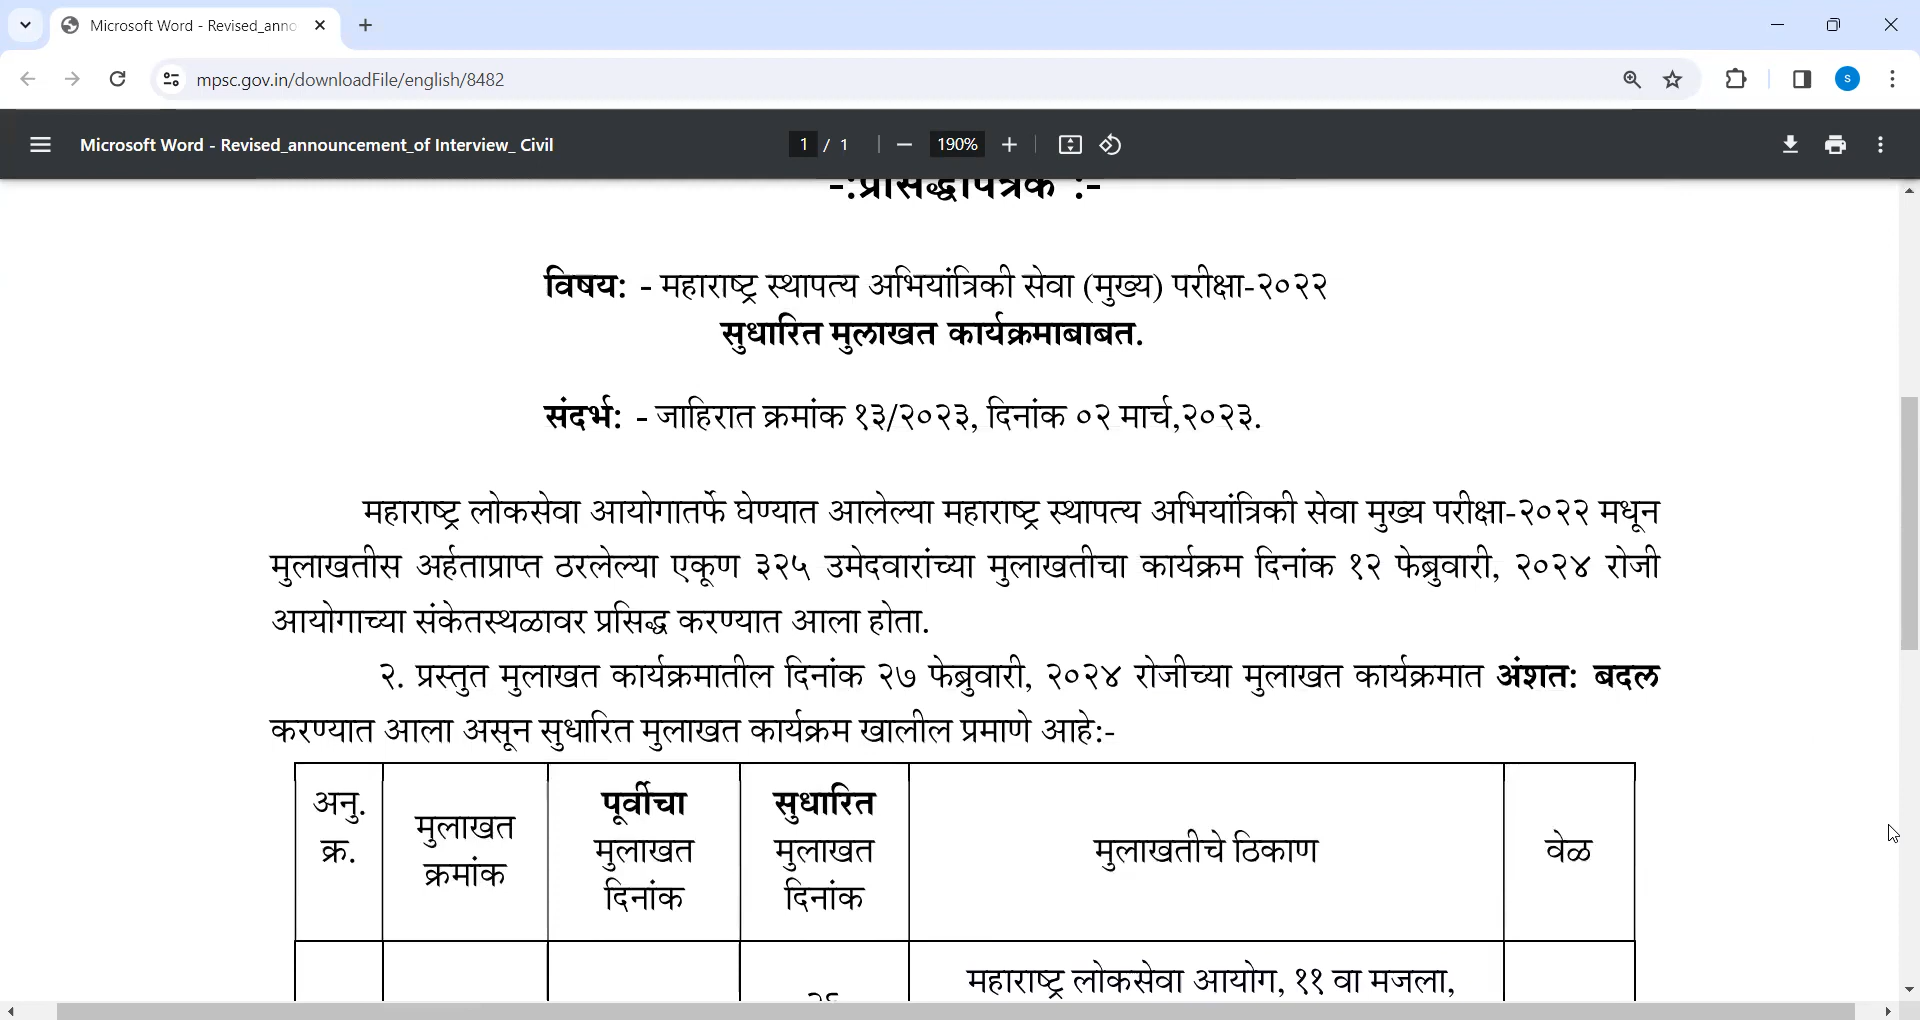 Microsoft Word - Revised_anno
mpsc.gov.in/downloadFile/english/8482
S
Microsoft Word - Revised_announcement_of Interview_ Civil
1 / 1
190%
-:प्रसिद्धीपत्रक :-
विषय: - महाराष्ट्र स्थापत्य अभियांत्रिकी सेवा (मुख्य) परीक्षा-२०२२
सुधारित मुलाखत कार्यक्रमाबाबत.
संदर्भ: - जाहिरात क्रमांक १३/२०२३, दिनांक ०२ मार्च,२०२३.
महाराष्ट्र लोकसेवा आयोगातर्फे घेण्यात आलेल्या महाराष्ट्र स्थापत्य अभियांत्रिकी सेवा मुख्य परीक्षा-२०२२ मधून
मुलाखतीस अर्हताप्राप्त ठरलेल्या एकूण ३२५ उमेदवारांच्या मुलाखतीचा कार्यक्रम दिनांक १२ फेब्रुवारी, २०२४ रोजी
आयोगाच्या संकेतस्थळावर प्रसिद्ध करण्यात आला होता.
२. प्रस्तुत मुलाखत कार्यक्रमातील दिनांक २७ फेब्रुवारी, २०२४ रोजीच्या मुलाखत कार्यक्रमात अंशत: बदल
करण्यात आला असून सुधारित मुलाखत कार्यक्रम खालील प्रमाणे आहे:-
अनु.
क्र.
मुलाखत
क्रमांक
पूर्वीचा
मुलाखत
दिनांक
सुधारित
मुलाखत
दिनांक
मुलाखतीचे ठिकाण
वेळ
महाराष्ट्र लोकसेवा आयोग, ११ वा मजला,